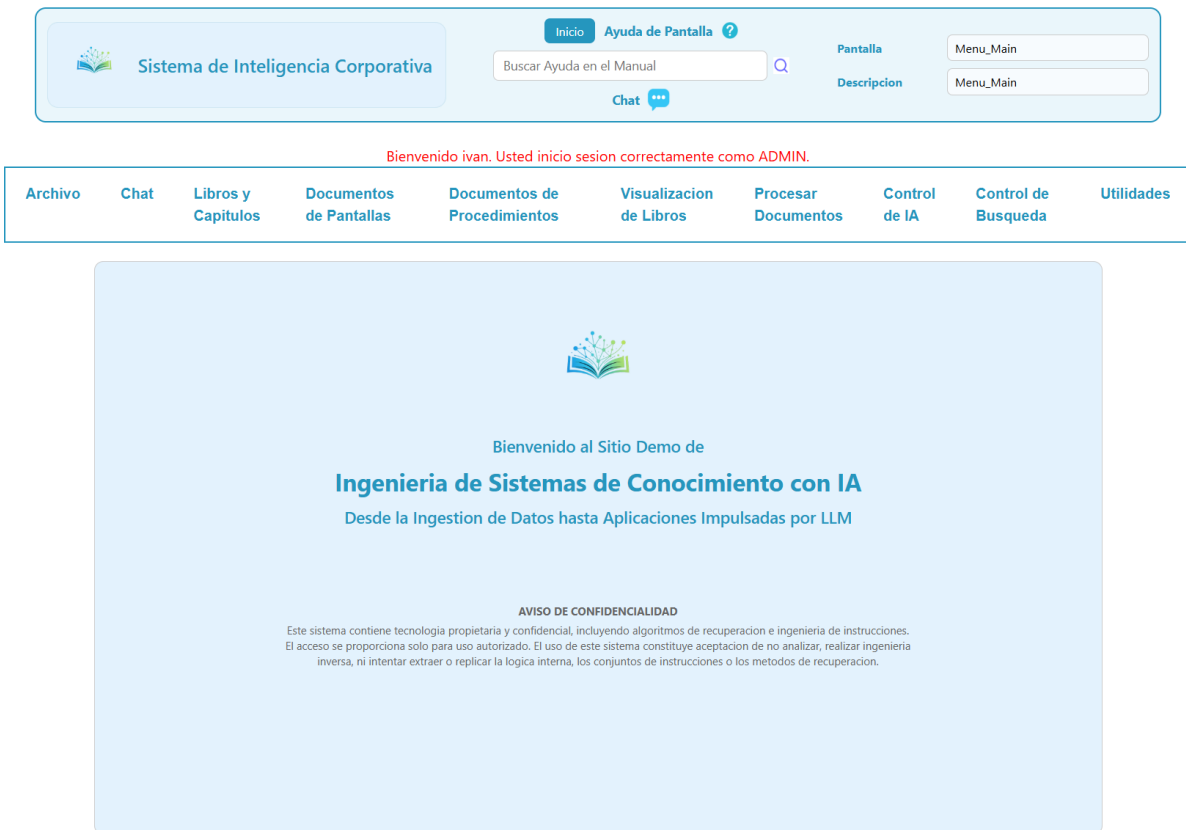 Inicio
Ayuda de Pantalla ?
Sistema de Inteligencia Corporativa
Buscar Ayuda en el Manual
Chat
Pantalla
Menu_Main
Descripcion
Menu_Main
Bienvenido ivan. Usted inicio sesion correctamente como ADMIN.
Archivo
Chat
Libros y
Capitulos
Documentos
de Pantallas
Documentos de
Procedimientos
Visualizacion
de Libros
Procesar
Documentos
Control
de IA
Control de
Busqueda
Utilidades
Bienvenido al Sitio Demo de
Ingenieria de Sistemas de Conocimiento con IA
Desde la Ingestion de Datos hasta Aplicaciones Impulsadas por LLM
AVISO DE CONFIDENCIALIDAD
Este sistema contiene tecnologia propietaria y confidencial, incluyendo algoritmos de recuperacion e ingenieria de instrucciones.
El acceso se proporciona solo para uso autorizado. El uso de este sistema constituye aceptacion de no analizar, realizar ingenieria
inversa, ni intentar extraer o replicar la logica interna, los conjuntos de instrucciones o los metodos de recuperacion.